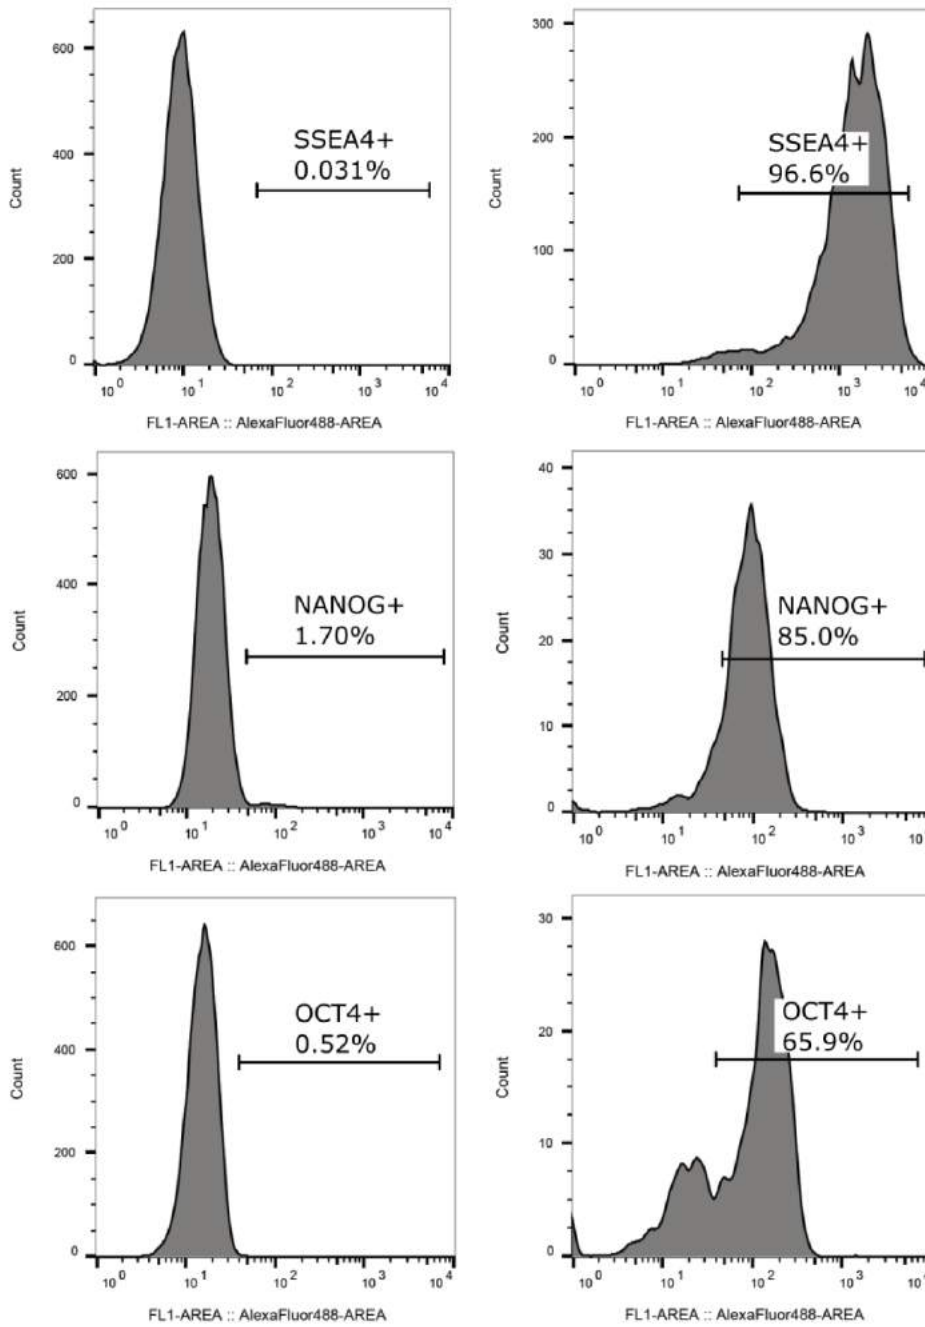 600
400
200
0
Count
SSEA4+
0.031%
10^0 10^1 10^2 10^3 10^4
FL1-AREA :: AlexaFluor488-AREA
300
200
100
0
Count
SSEA4+
96.6%
10^0 10^1 10^2 10^3 10^4
FL1-AREA :: AlexaFluor488-AREA
600
400
200
0
Count
NANOG+
1.70%
10^0 10^1 10^2 10^3 10^4
FL1-AREA :: AlexaFluor488-AREA
40
30
20
10
0
Count
NANOG+
85.0%
10^0 10^1 10^2 10^3
FL1-AREA :: AlexaFluor488-AREA
600
400
200
0
Count
OCT4+
0.52%
10^0 10^1 10^2 10^3 10^4
FL1-AREA :: AlexaFluor488-AREA
30
20
10
0
Count
OCT4+
65.9%
10^0 10^1 10^2 10^3
FL1-AREA :: AlexaFluor488-AREA